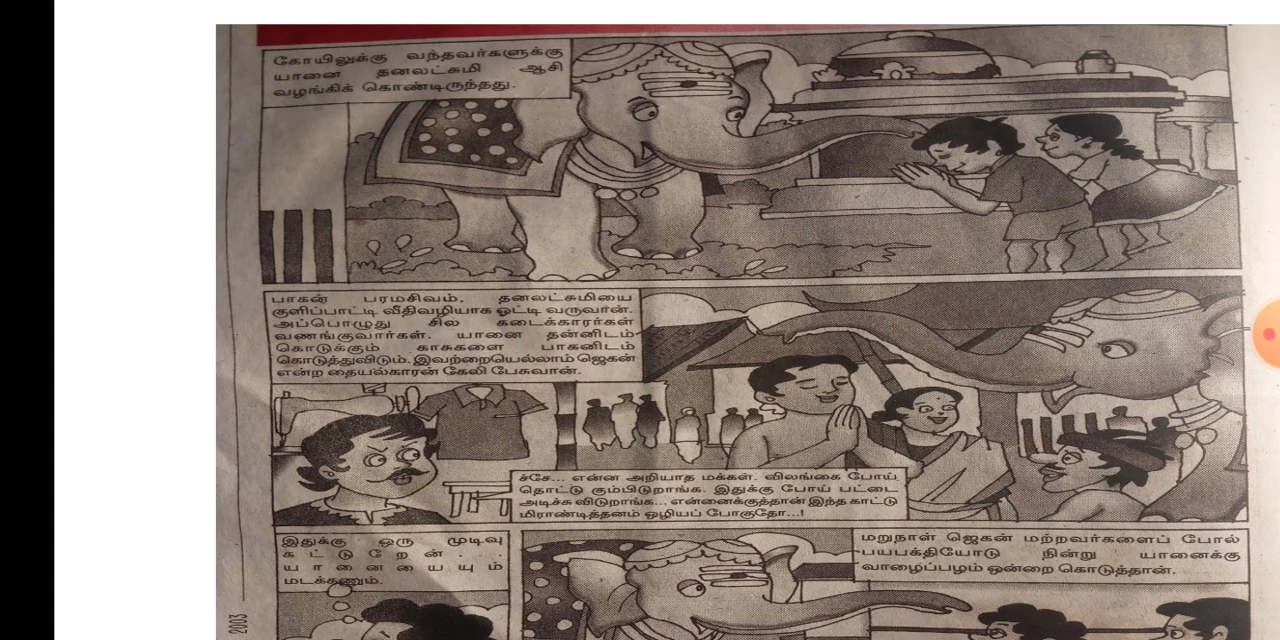 கோயிலுக்கு வந்தவர்களுக்கு
யானை தனலட்சுமி ஆசி
வழங்கிக் கொண்டிருந்தது.
பாகன் பரமசிவம், தனலட்சுமியை
குளிப்பாட்டி வீதிவழியாக ஓட்டி வருவான்.
அப்பொழுது சில கடைக்காரர்கள்
வணங்குவார்கள். யானை தன்னிடம்
கொடுக்கும் காசுகளை பாகனிடம்
கொடுத்துவிடும். இவற்றையெல்லாம் ஜெகன்
என்ற தையல்காரன் கேலி பேசுவான்.
ச்சே... என்ன அறியாத மக்கள். விலங்கை போய்
தொட்டு கும்பிடுறாங்க. இதுக்கு போய் பட்டை
அடிச்சு விடுறாங்க... என்னைக்குத்தான் இந்த காட்டு
மிராண்டித்தனம் ஒழியப் போகுதோ...!
இதுக்கு ஒரு முடிவு
கட்டுறேன் . . .
யானையையும்
மடக்கணும்.
மறுநாள் ஜெகன் மற்றவர்களைப் போல்
பயபக்தியோடு நின்று யானைக்கு
வாழைப்பழம் ஒன்றை கொடுத்தான்.
2003